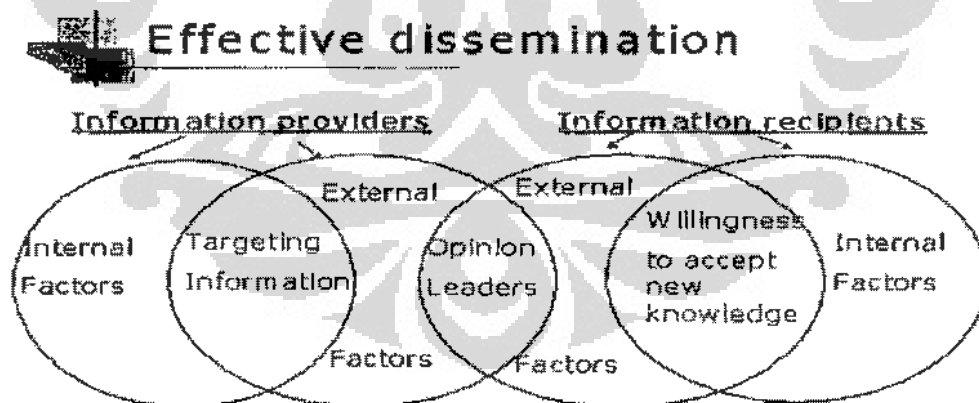 Effective dissemination
Information providers
Information recipients
Internal
Factors
Targeting
Information
External
Factors
Opinion
Leaders
External
Factors
Willingness
to accept
new
knowledge
Internal
Factors